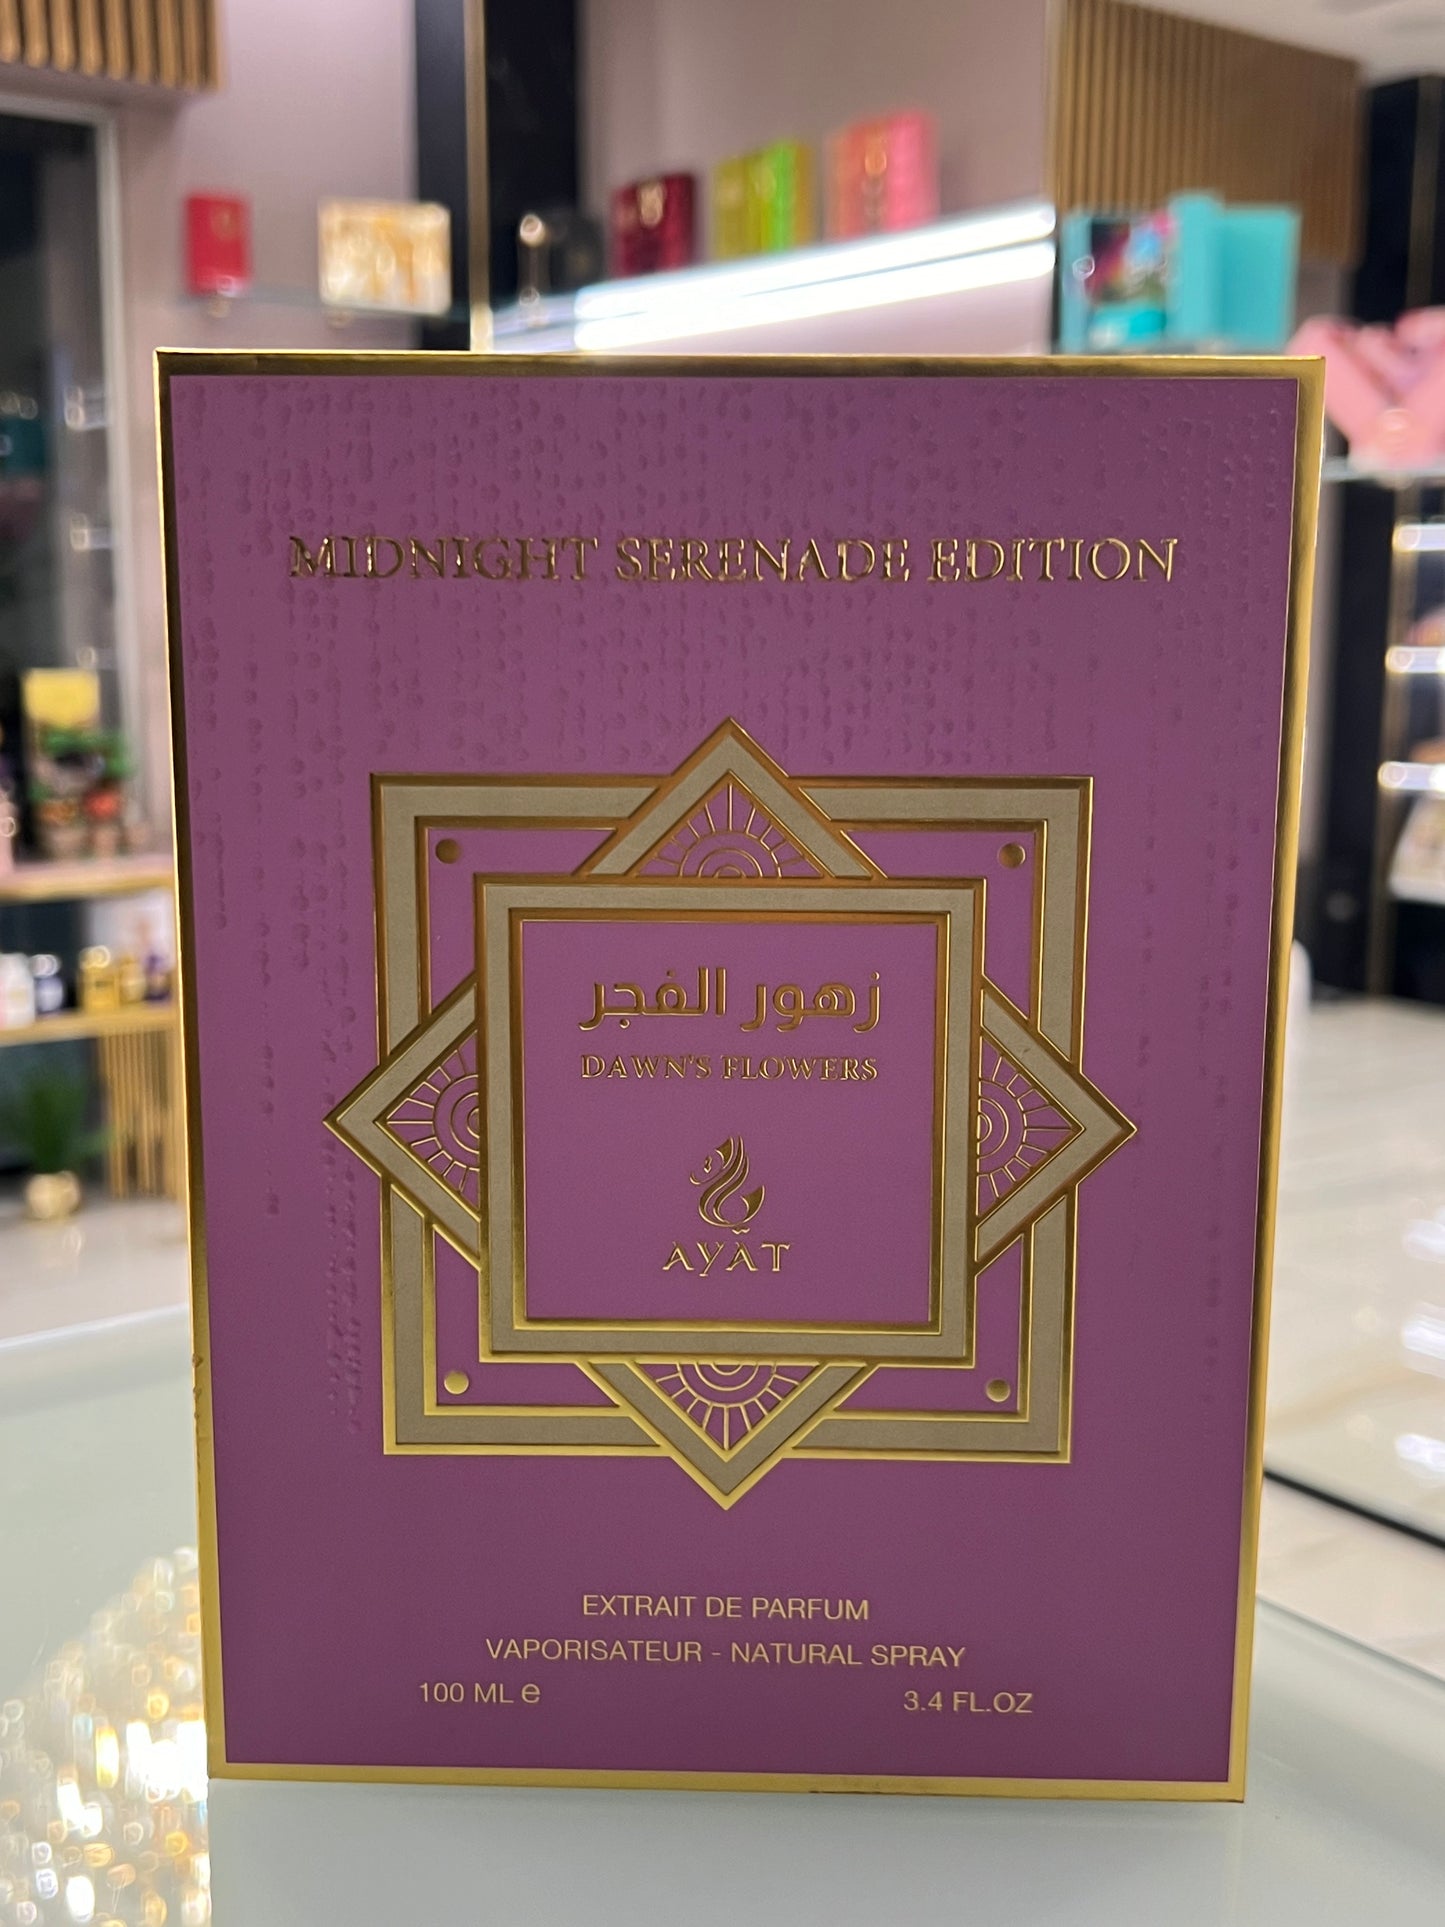 MIDNIGHT SERENADE EDITION
زهور الفجر
DAWN'S FLOWERS
AYAT
EXTRAIT DE PARFUM
VAPORISATEUR - NATURAL SPRAY
100 ML e
3.4 FL.OZ